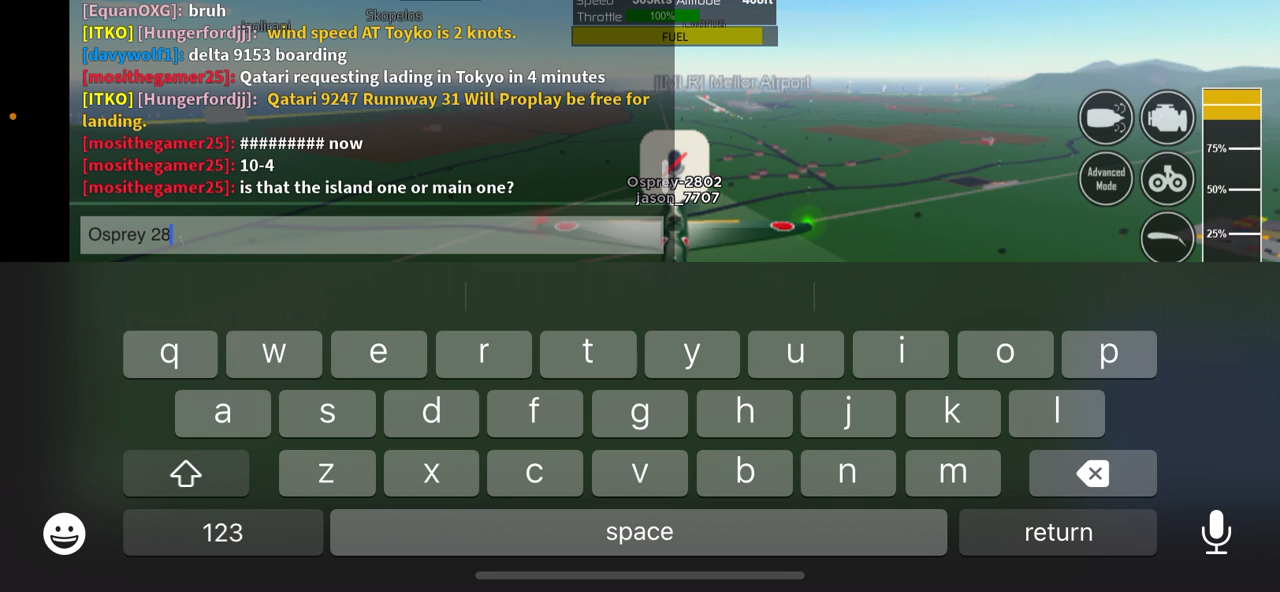 [EquanOXG]: bruh
Skopelos
Throttle 100%
[ITKO] [Hungerfordjj]: wind speed AT Toyko is 2 knots.
FUEL
[davywolf1]: delta 9153 boarding
[mosithegamer25]: Qatari requesting lading in Tokyo in 4 minutes
[MLR] Mellor Airport
[ITKO] [Hungerfordjj]: Qatari 9247 Runnway 31 Will Proplay be free for
landing.
[mosithegamer25]: ######### now
[mosithegamer25]: 10-4
[mosithegamer25]: is that the island one or main one?
Osprey-2802
jason_7707
Advanced
Mode
75%
50%
25%
Osprey 28
q w e r t y u i o p
a s d f g h j k l
z x c v b n m
123 space return